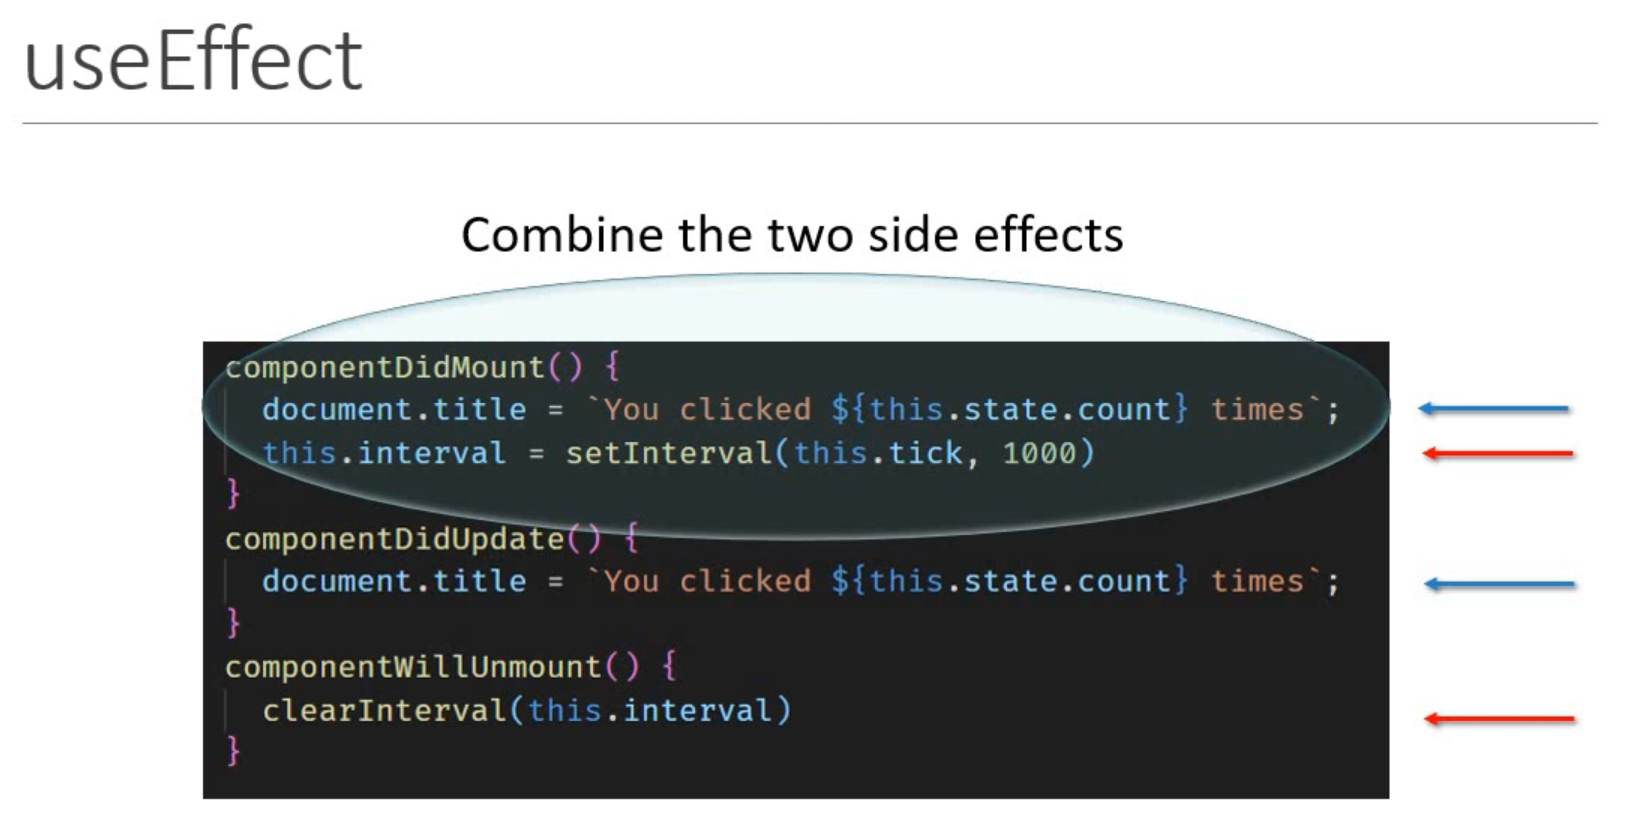 useEffect
Combine the two side effects
componentDidMount() {
document.title = `You clicked ${this.state.count} times`;
this.interval = setInterval(this.tick, 1000)
}
componentDidUpdate() {
document.title = `You clicked ${this.state.count} times`;
}
componentWillUnmount() {
clearInterval(this.interval)
}